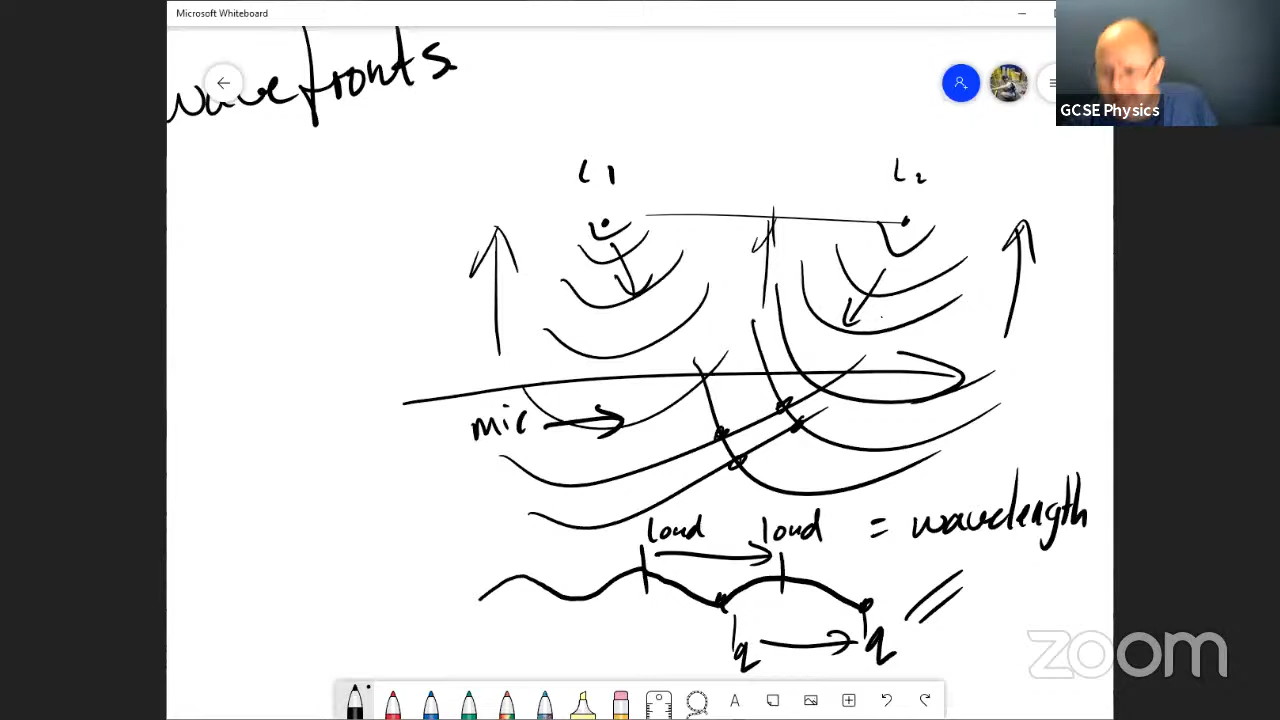 Microsoft Whiteboard
wavefronts
GCSE Physics
L1
L2
mic
loud loud = wavelength
q q
zoom
A